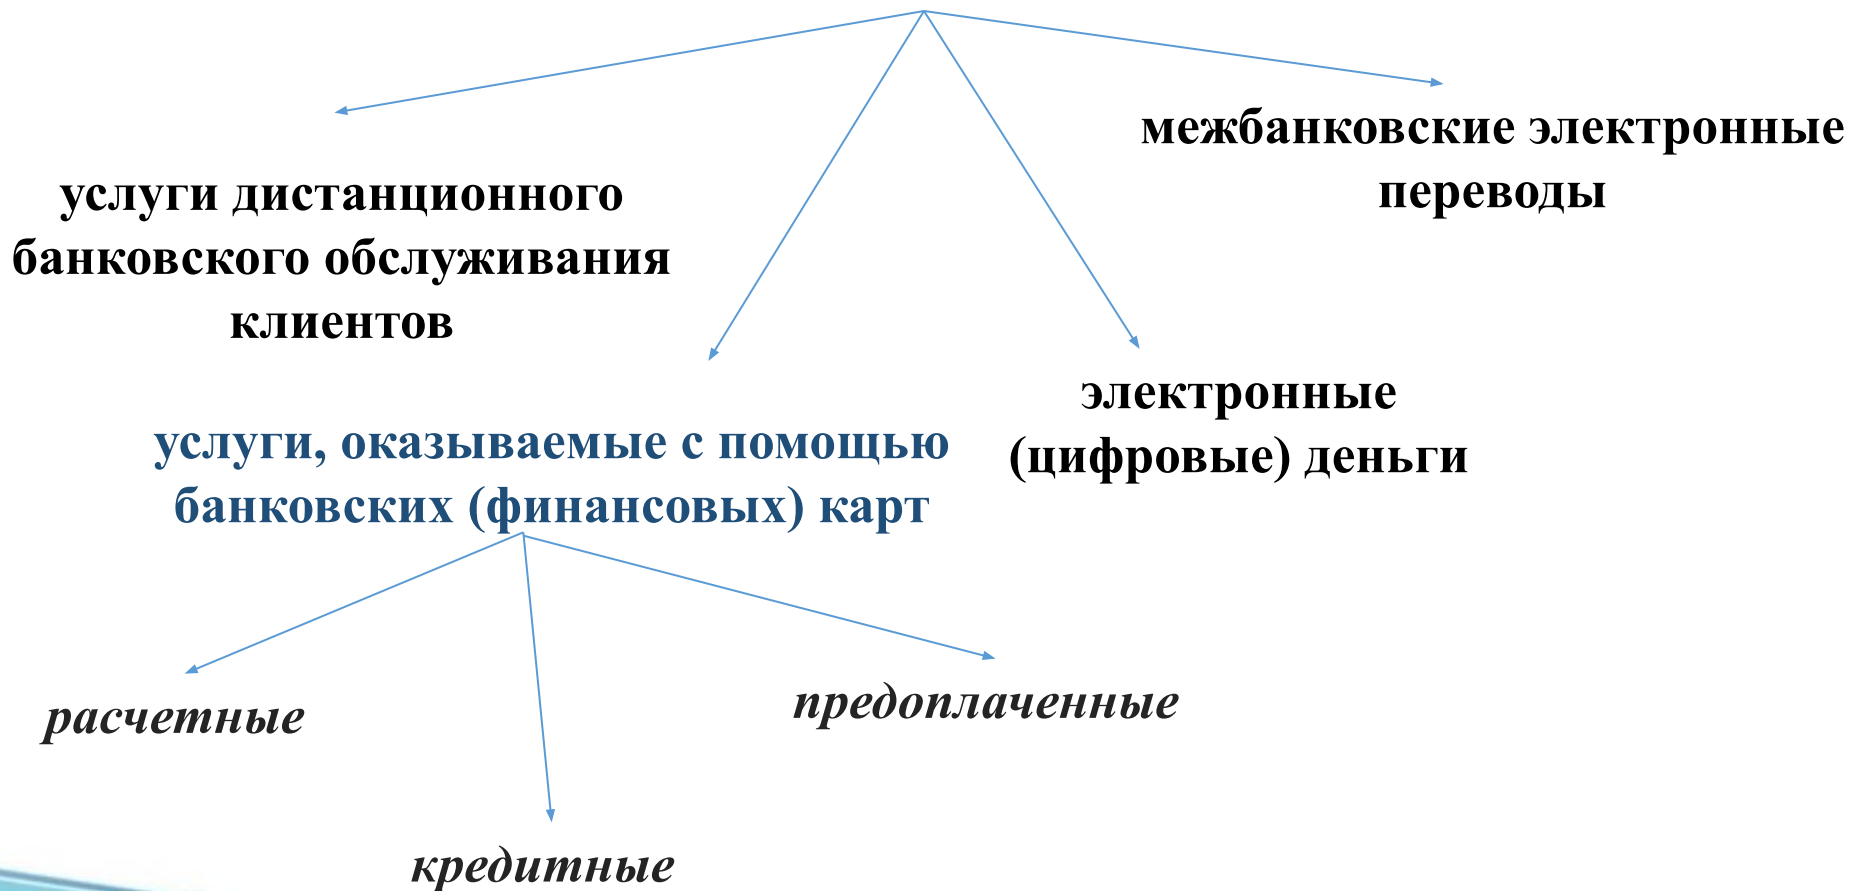 межбанковские электронные
переводы
услуги дистанционного
банковского обслуживания
клиентов
электронные
(цифровые) деньги
услуги, оказываемые с помощью
банковских (финансовых) карт
расчетные
предоплаченные
кредитные